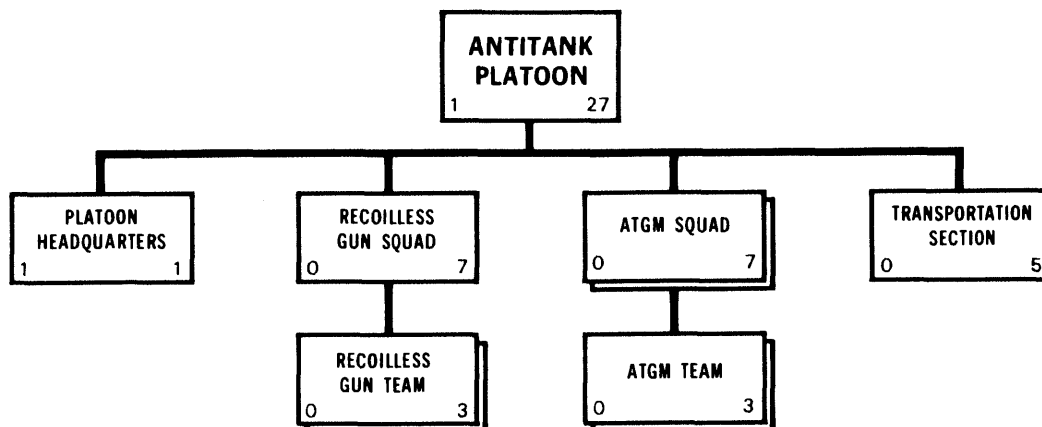 ANTITANK
PLATOON
1 27
PLATOON
HEADQUARTERS
1 1
RECOILLESS
GUN SQUAD
0 7
ATGM SQUAD
0 7
TRANSPORTATION
SECTION
0 5
RECOILLESS
GUN TEAM
0 3
ATGM TEAM
0 3